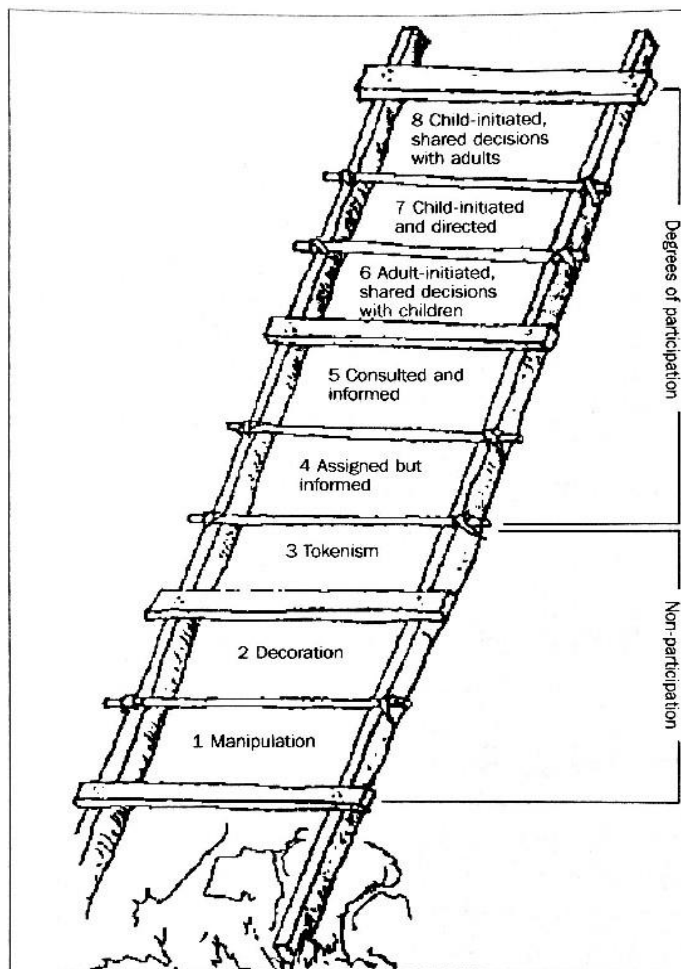 8 Child-initiated,
shared decisions
with adults
7 Child-initiated
and directed
6 Adult-initiated,
shared decisions
with children
5 Consulted and
informed
4 Assigned but
informed
3 Tokenism
2 Decoration
1 Manipulation
Degrees of participation
Non-participation